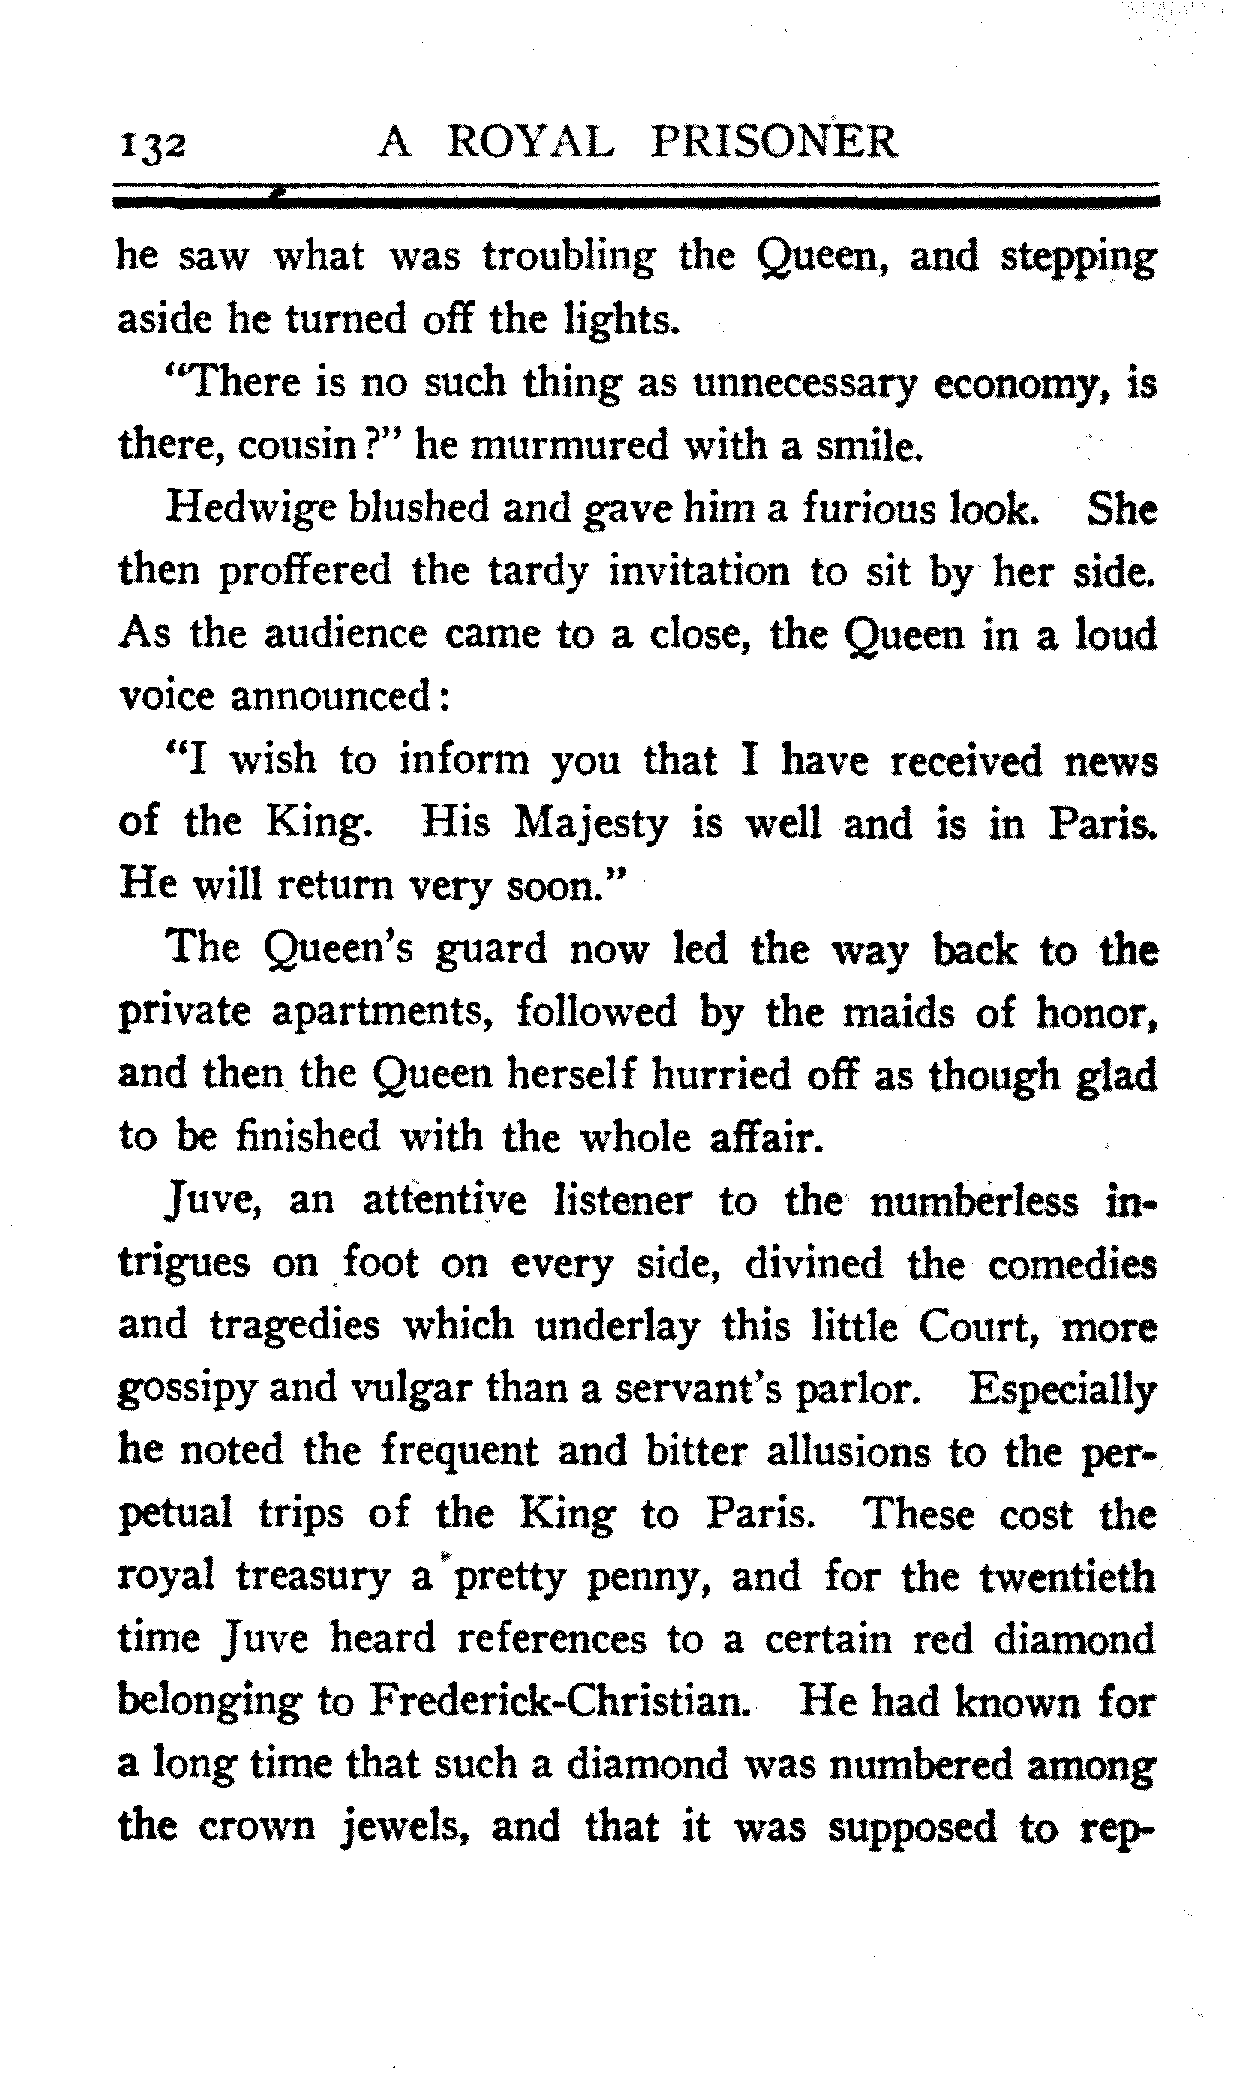 132 A ROYAL PRISONER
he saw what was troubling the Queen, and stepping
aside he turned off the lights.
"There is no such thing as unnecessary economy, is
there, cousin?" he murmured with a smile.
Hedwige blushed and gave him a furious look. She
then proffered the tardy invitation to sit by her side.
As the audience came to a close, the Queen in a loud
voice announced:
"I wish to inform you that I have received news
of the King. His Majesty is well and is in Paris.
He will return very soon."
The Queen's guard now led the way back to the
private apartments, followed by the maids of honor,
and then the Queen herself hurried off as though glad
to be finished with the whole affair.
Juve, an attentive listener to the numberless in-
trigues on foot on every side, divined the comedies
and tragedies which underlay this little Court, more
gossipy and vulgar than a servant's parlor. Especially
he noted the frequent and bitter allusions to the per-
petual trips of the King to Paris. These cost the
royal treasury a pretty penny, and for the twentieth
time Juve heard references to a certain red diamond
belonging to Frederick-Christian. He had known for
a long time that such a diamond was numbered among
the crown jewels, and that it was supposed to rep-